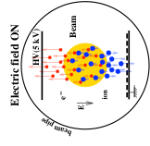 Electric field ON
HV(5 kV)
Beam
e⁻
E
ion
beam pipe